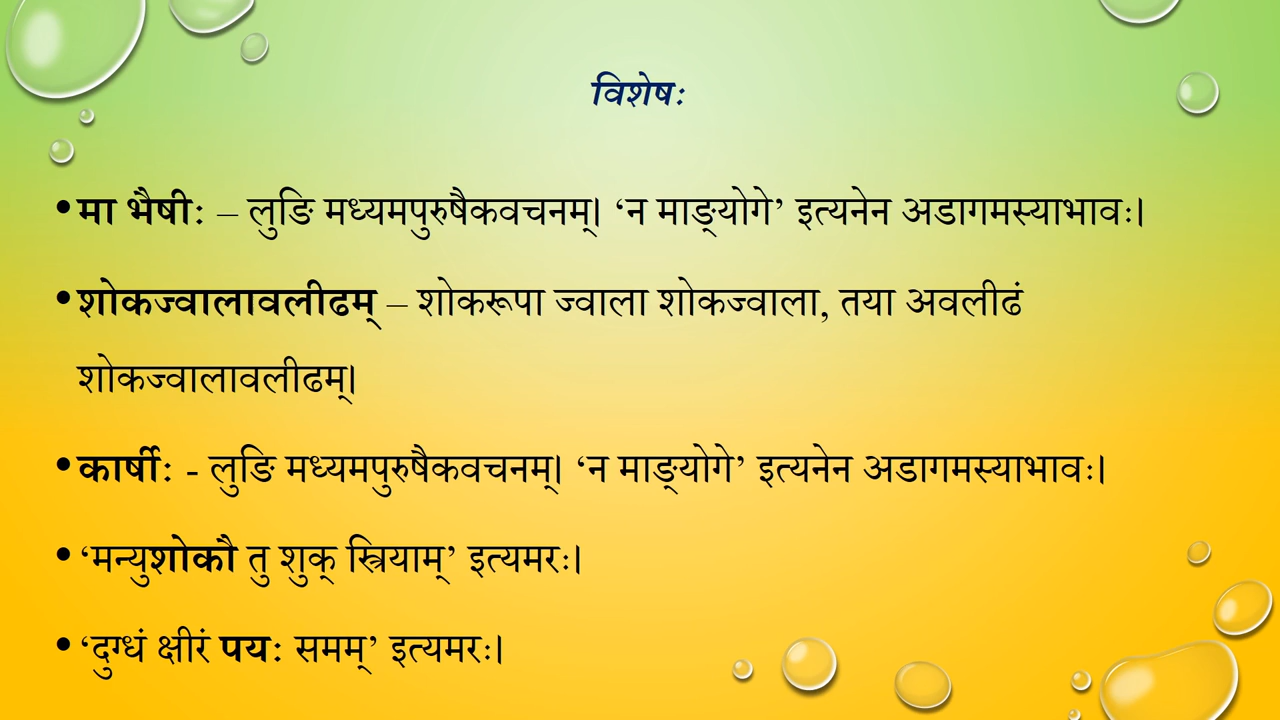 विशेषः
•मा भैषीः – लुङि मध्यमपुरुषैकवचनम्। ‘न माङ्योगे’ इत्यनेन अडागमस्याभावः।
•शोकज्वालावलीढम् – शोकरूपा ज्वाला शोकज्वाला, तया अवलीढं
शोकज्वालावलीढम्।
•कार्षीः - लुङि मध्यमपुरुषैकवचनम्। ‘न माङ्योगे’ इत्यनेन अडागमस्याभावः।
•‘मन्युशोकौ तु शुक् स्त्रियाम्’ इत्यमरः।
•‘दुग्धं क्षीरं पयः समम्’ इत्यमरः।